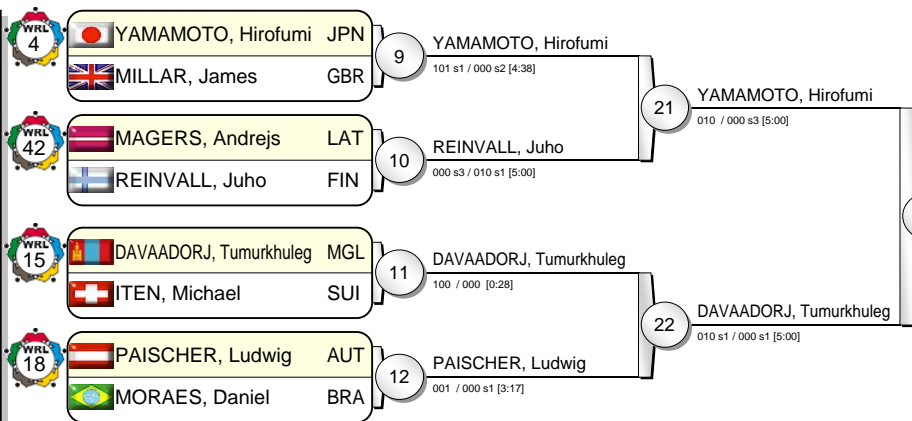 WRL
4
YAMAMOTO, Hirofumi JPN
MILLAR, James GBR
9
YAMAMOTO, Hirofumi
101 s1 / 000 s2 [4:38]
WRL
42
MAGERS, Andrejs LAT
REINVALL, Juho FIN
10
REINVALL, Juho
000 s3 / 010 s1 [5:00]
21
YAMAMOTO, Hirofumi
010 / 000 s3 [5:00]
WRL
15
DAVAADORJ, Tumurkhuleg MGL
ITEN, Michael SUI
11
DAVAADORJ, Tumurkhuleg
100 / 000 [0:28]
WRL
18
PAISCHER, Ludwig AUT
MORAES, Daniel BRA
12
PAISCHER, Ludwig
001 / 000 s1 [3:17]
22
DAVAADORJ, Tumurkhuleg
010 s1 / 000 s1 [5:00]